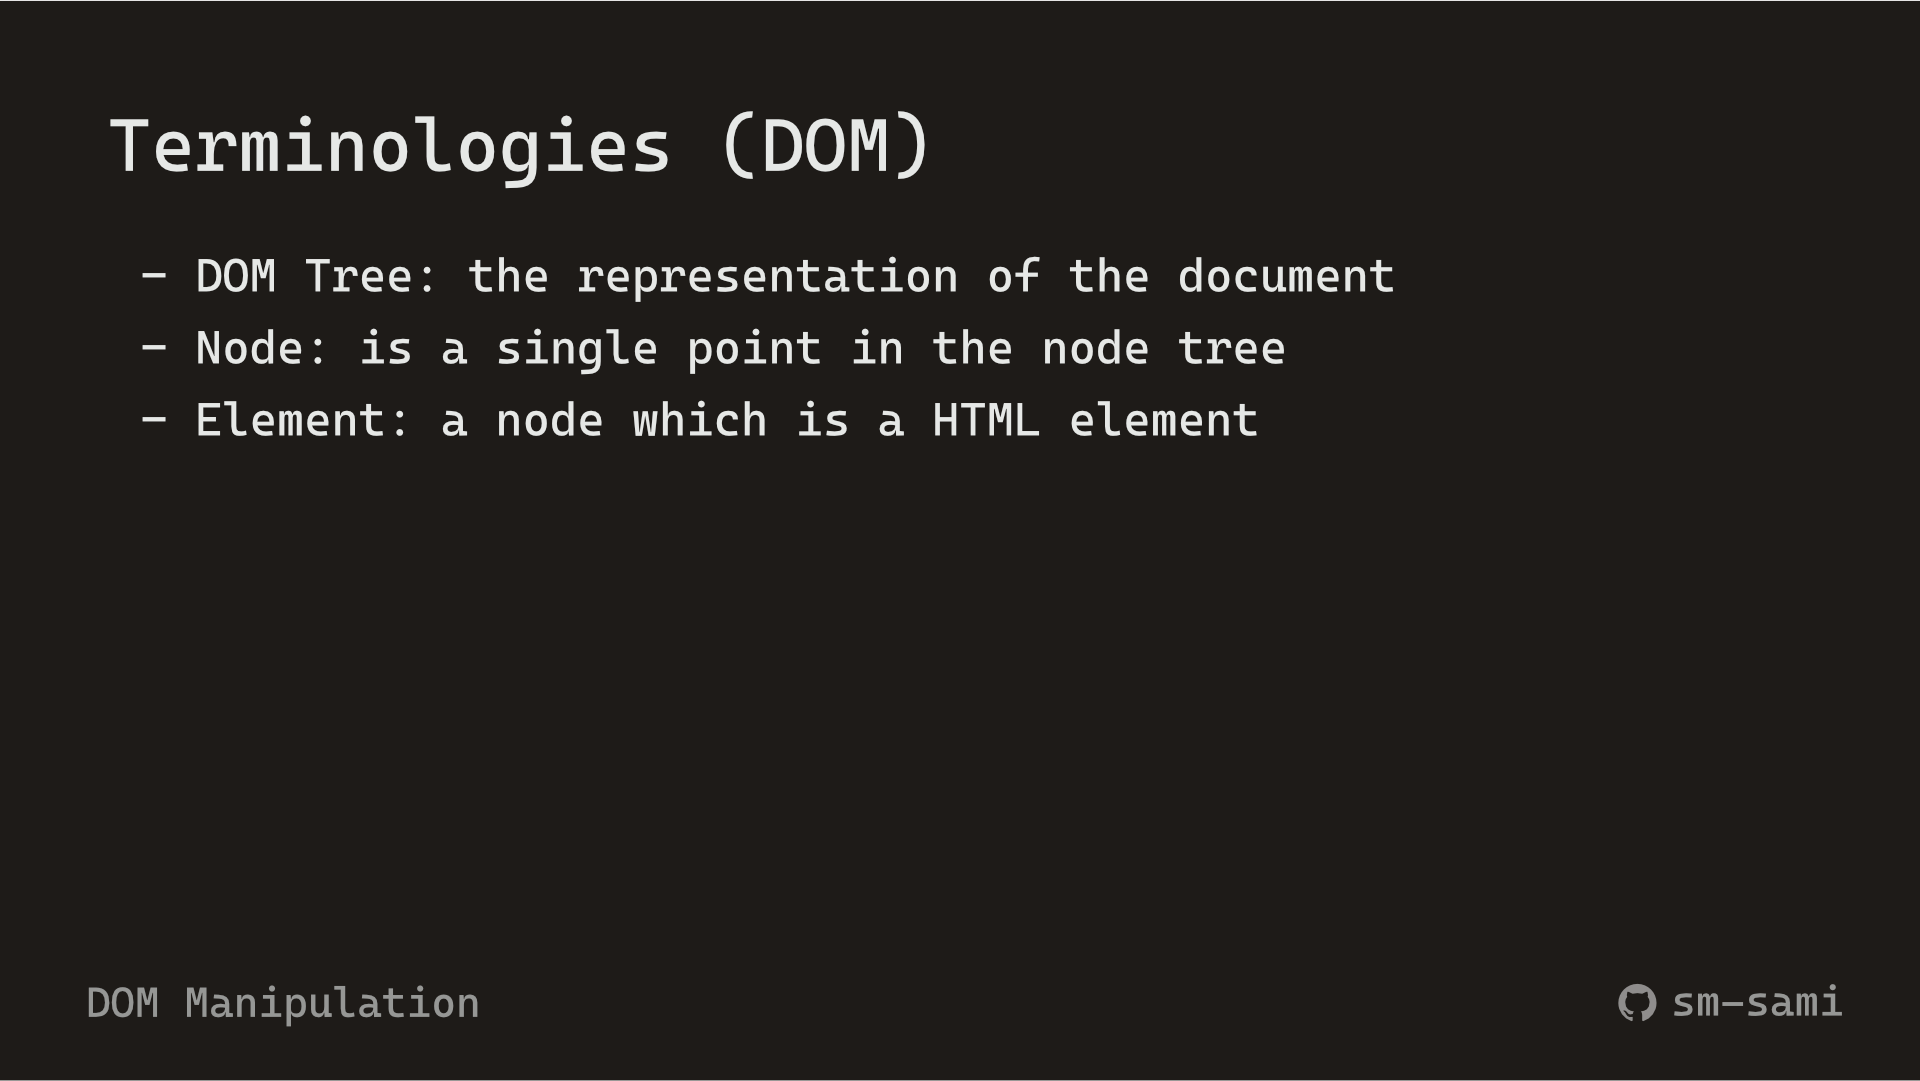 Terminologies (DOM)
– DOM Tree: the representation of the document
– Node: is a single point in the node tree
– Element: a node which is a HTML element
DOM Manipulation
sm-sami